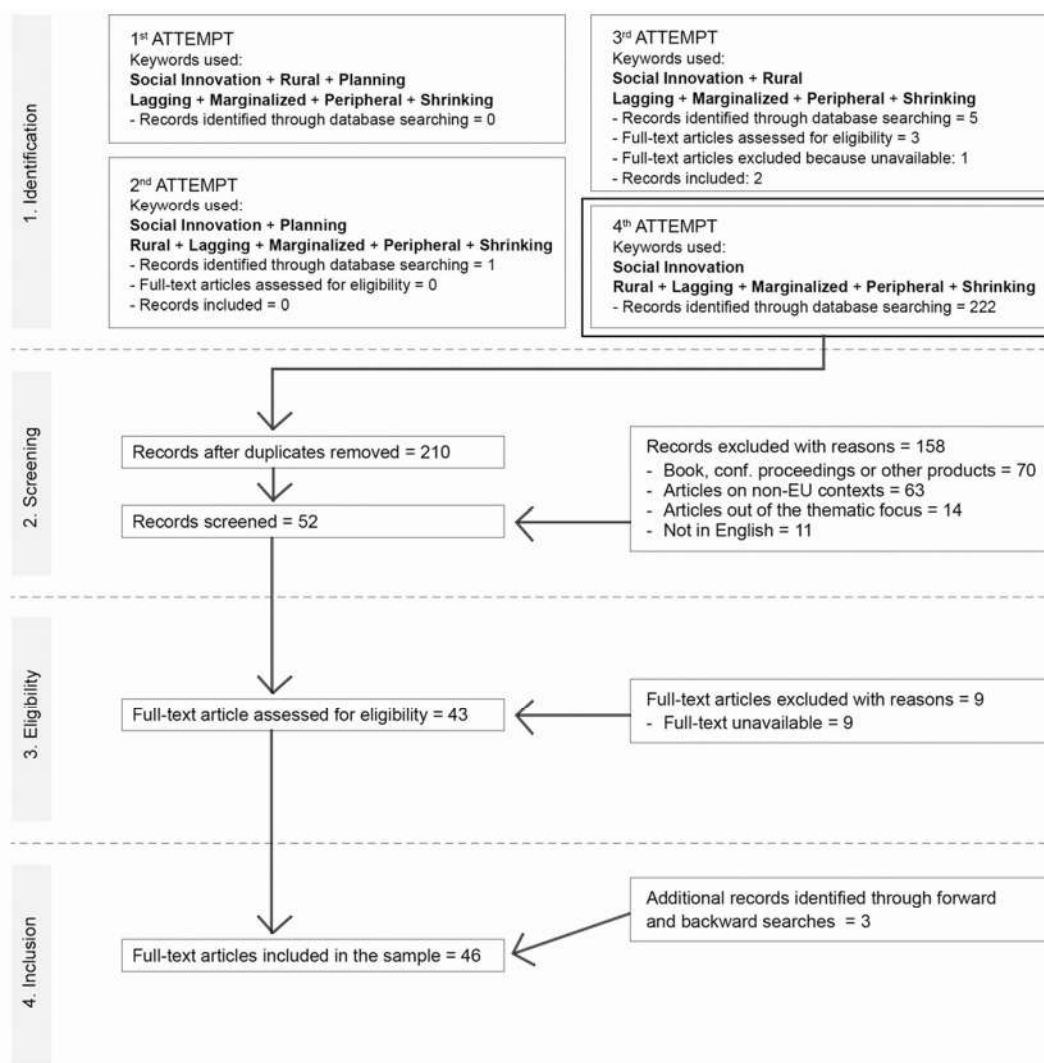 1. Identification
1st ATTEMPT
Keywords used:
Social Innovation + Rural + Planning
Lagging + Marginalized + Peripheral + Shrinking
- Records identified through database searching = 0
2nd ATTEMPT
Keywords used:
Social Innovation + Planning
Rural + Lagging + Marginalized + Peripheral + Shrinking
- Records identified through database searching = 1
- Full-text articles assessed for eligibility = 0
- Records included = 0
3rd ATTEMPT
Keywords used:
Social Innovation + Rural
Lagging + Marginalized + Peripheral + Shrinking
- Records identified through database searching = 5
- Full-text articles assessed for eligibility = 3
- Full-text articles excluded because unavailable: 1
- Records included: 2
4th ATTEMPT
Keywords used:
Social Innovation
Rural + Lagging + Marginalized + Peripheral + Shrinking
- Records identified through database searching = 222
2. Screening
Records after duplicates removed = 210
Records screened = 52
Records excluded with reasons = 158
- Book, conf. proceedings or other products = 70
- Articles on non-EU contexts = 63
- Articles out of the thematic focus = 14
- Not in English = 11
3. Eligibility
Full-text article assessed for eligibility = 43
Full-text articles excluded with reasons = 9
- Full-text unavailable = 9
4. Inclusion
Additional records identified through forward
and backward searches = 3
Full-text articles included in the sample = 46